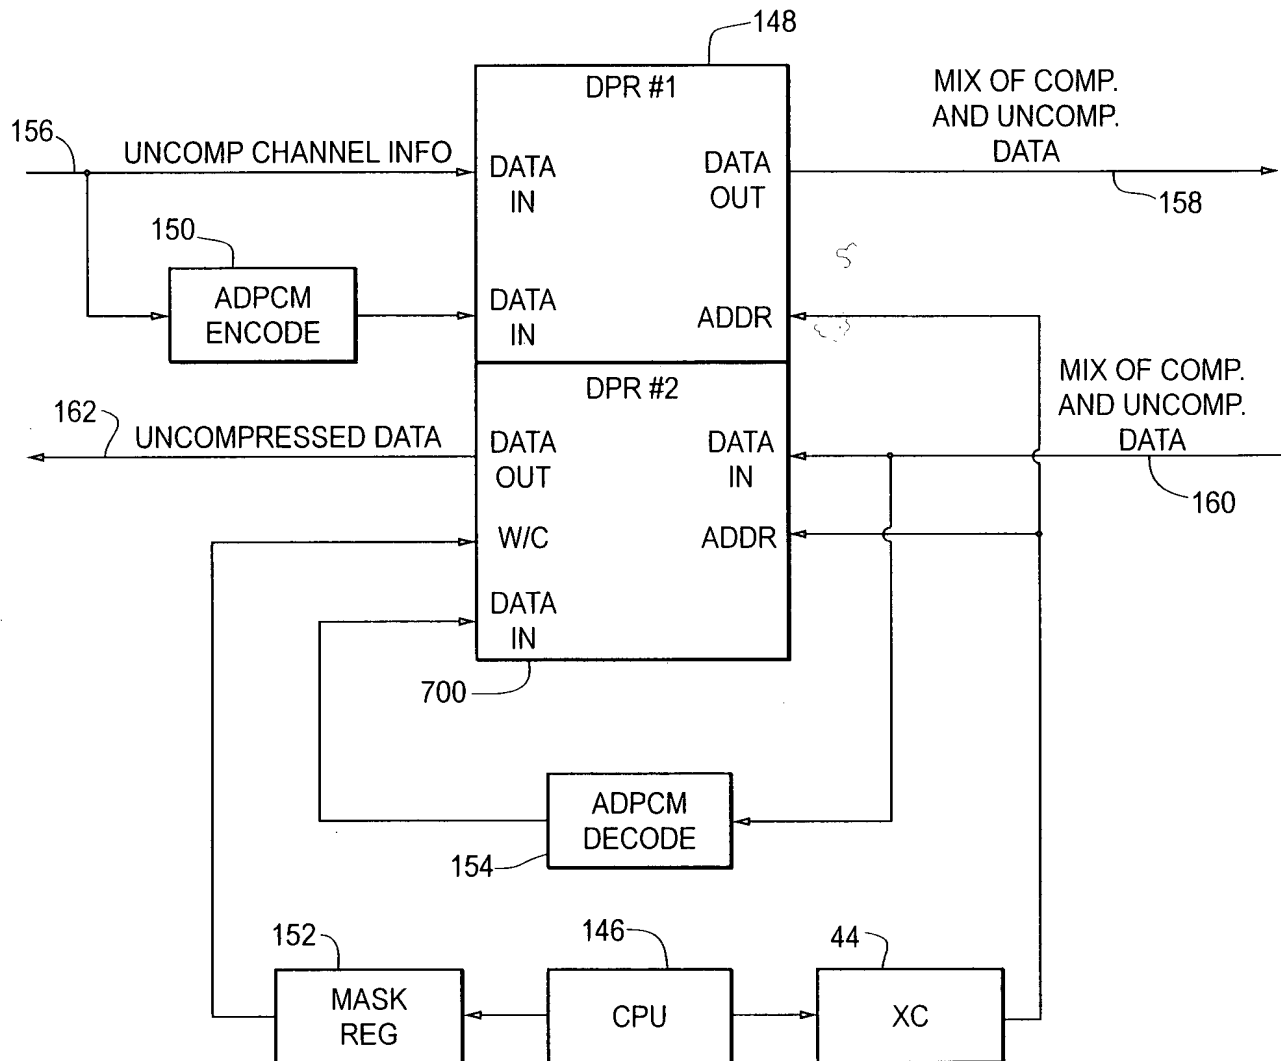 148
DPR #1
MIX OF COMP.
AND UNCOMP.
DATA
156
UNCOMP CHANNEL INFO
DATA
IN
DATA
OUT
158
150
ADPCM
ENCODE
DATA
IN
ADDR
DPR #2
MIX OF COMP.
AND UNCOMP.
DATA
162
UNCOMPRESSED DATA
DATA
OUT
DATA
IN
160
W/C
ADDR
DATA
IN
700
ADPCM
DECODE
154
152
146
44
MASK
REG
CPU
XC